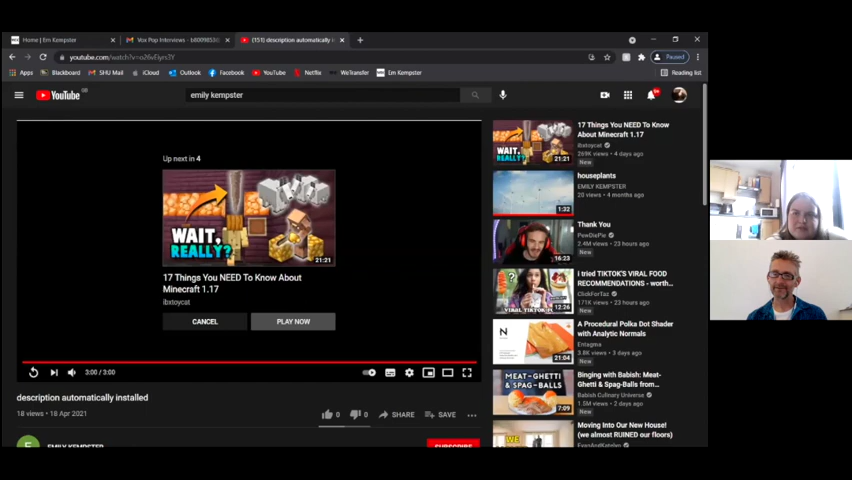 Home | Em Kempster
Vox Pop Interviews -
(151) description automatically i
Paused
Apps
Blackboard
SHU Mail
iCloud
Outlook
Facebook
YouTube
Netflix
WeTransfer
Em Kempster
Reading list
YouTube GB
emily kempster
9+
Up next in 4
WAIT,
REALLY?
21:21
17 Things You NEED To Know About
Minecraft 1.17
ibxtoycat
CANCEL
PLAY NOW
3:00 / 3:00
description automatically installed
18 views • 18 Apr 2021
0
0
SHARE
SAVE
EMILY KEMPSTER
SUBSCRIBE
WAIT,
REALLY?
21:21
17 Things You NEED To Know
About Minecraft 1.17
ibxtoycat
269K views • 4 days ago
New
1:32
houseplants
EMILY KEMPSTER
20 views • 4 months ago
16:23
Thank You
PewDiePie
2.4M views • 23 hours ago
New
VIRAL TIKTOK
12:26
i tried TIKTOK'S VIRAL FOOD
RECOMMENDATIONS - worth...
ClickForTaz
171K views • 23 hours ago
New
N
21:04
A Procedural Polka Dot Shader
with Analytic Normals
Entagma
3.8K views • 3 days ago
New
MEAT-GHETTI
& SPAG-BALLS
7:09
Binging with Babish: Meat-
Ghetti & Spag-Balls from...
Babish Culinary Universe
1.5M views • 2 days ago
New
WE
Moving Into Our New House!
(we almost RUINED our floors)
EvanAndKatelyn